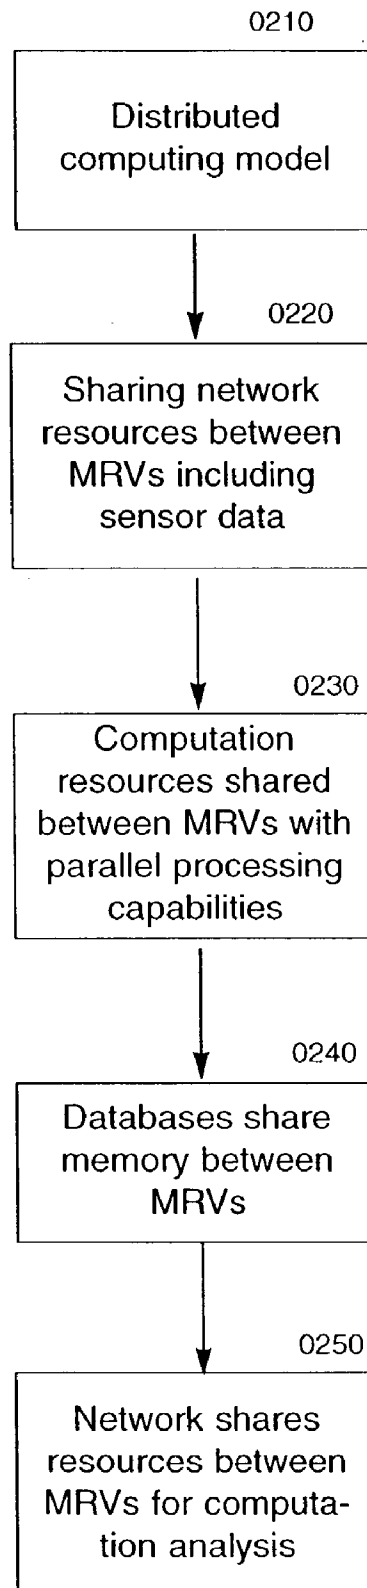 0210
Distributed
computing model
0220
Sharing network
resources between
MRVs including
sensor data
0230
Computation
resources shared
between MRVs with
parallel processing
capabilities
0240
Databases share
memory between
MRVs
0250
Network shares
resources between
MRVs for computa-
tion analysis